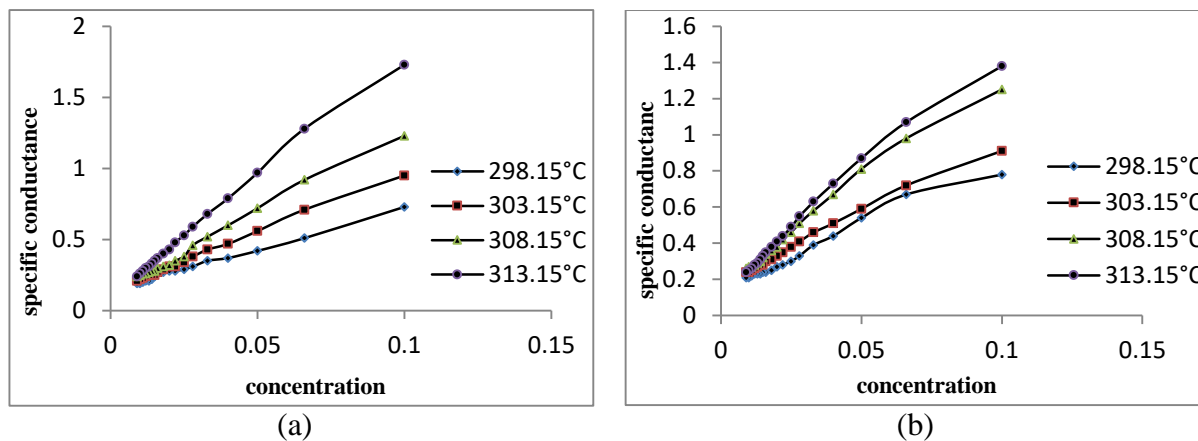 2
1.5
1
0.5
0
0
0.05
0.1
0.15
specific conductance
concentration
298.15°C
303.15°C
308.15°C
313.15°C
(a)
1.6
1.4
1.2
1
0.8
0.6
0.4
0.2
0
0
0.05
0.1
0.15
specific conductanc
concentration
298.15°C
303.15°C
308.15°C
313.15°C
(b)